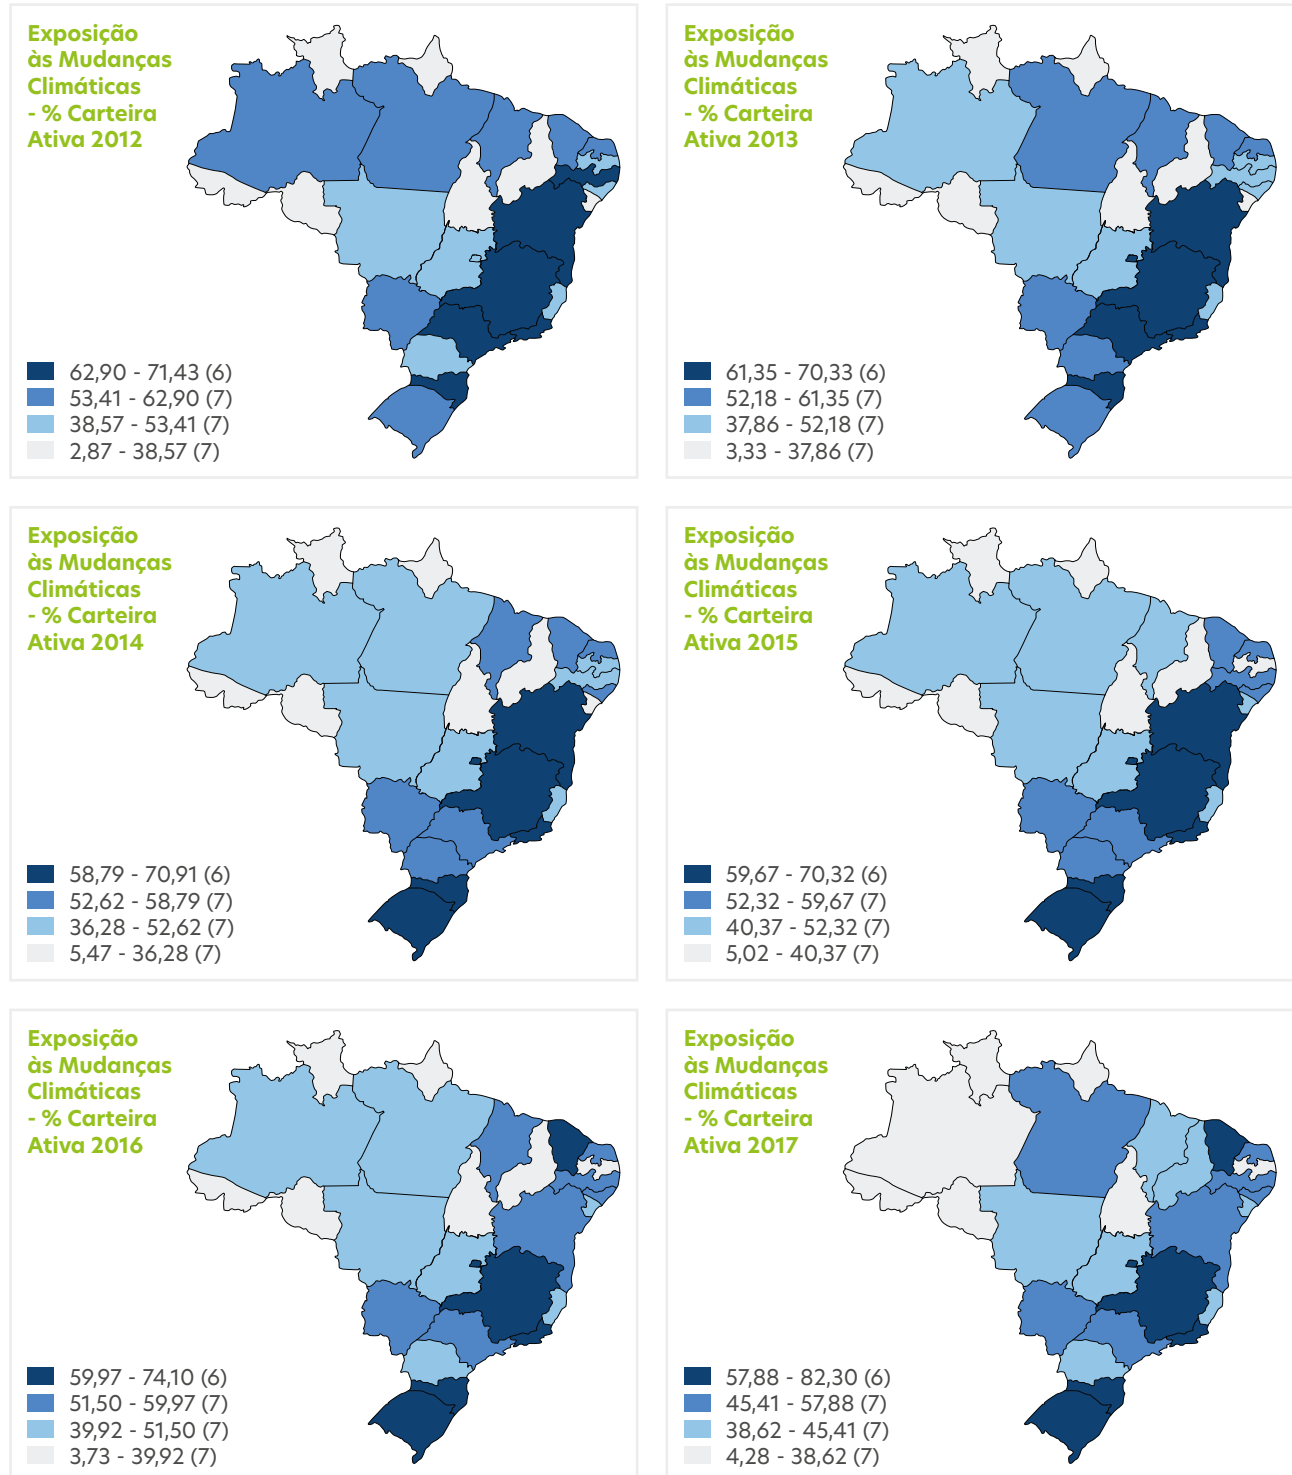 Exposição
às Mudanças
Climáticas
- % Carteira
Ativa 2012
62,90 - 71,43 (6)
53,41 - 62,90 (7)
38,57 - 53,41 (7)
2,87 - 38,57 (7)
Exposição
às Mudanças
Climáticas
- % Carteira
Ativa 2013
61,35 - 70,33 (6)
52,18 - 61,35 (7)
37,86 - 52,18 (7)
3,33 - 37,86 (7)
Exposição
às Mudanças
Climáticas
- % Carteira
Ativa 2014
58,79 - 70,91 (6)
52,62 - 58,79 (7)
36,28 - 52,62 (7)
5,47 - 36,28 (7)
Exposição
às Mudanças
Climáticas
- % Carteira
Ativa 2015
59,67 - 70,32 (6)
52,32 - 59,67 (7)
40,37 - 52,32 (7)
5,02 - 40,37 (7)
Exposição
às Mudanças
Climáticas
- % Carteira
Ativa 2016
59,97 - 74,10 (6)
51,50 - 59,97 (7)
39,92 - 51,50 (7)
3,73 - 39,92 (7)
Exposição
às Mudanças
Climáticas
- % Carteira
Ativa 2017
57,88 - 82,30 (6)
45,41 - 57,88 (7)
38,62 - 45,41 (7)
4,28 - 38,62 (7)